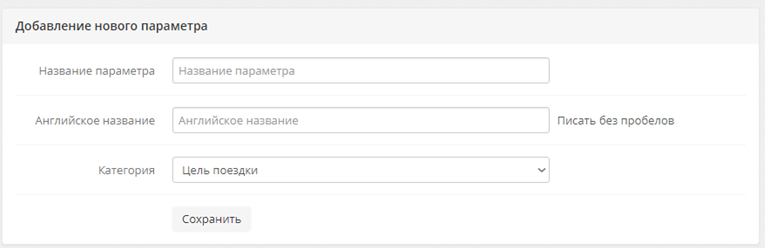 Добавление нового параметра
Название параметра Название параметра
Английское название Английское название Писать без пробелов
Категория Цель поездки
Сохранить